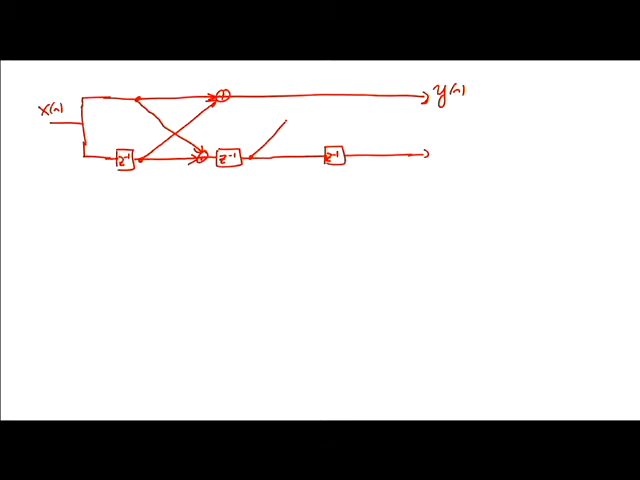 x(n)
y(n)
z⁻¹ z⁻¹ z⁻¹